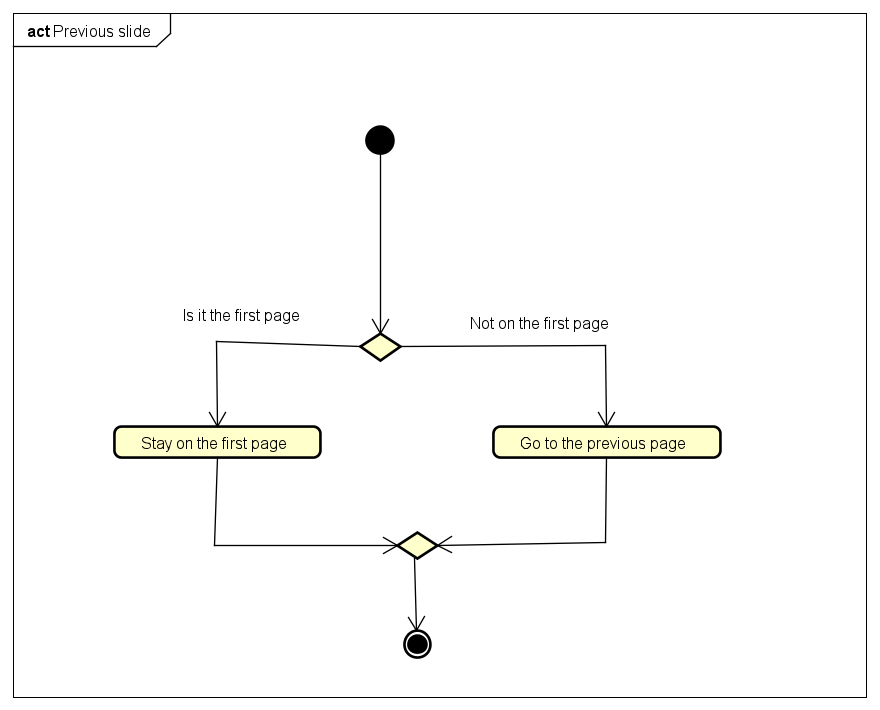 act Previous slide
Is it the first page
Not on the first page
Stay on the first page
Go to the previous page